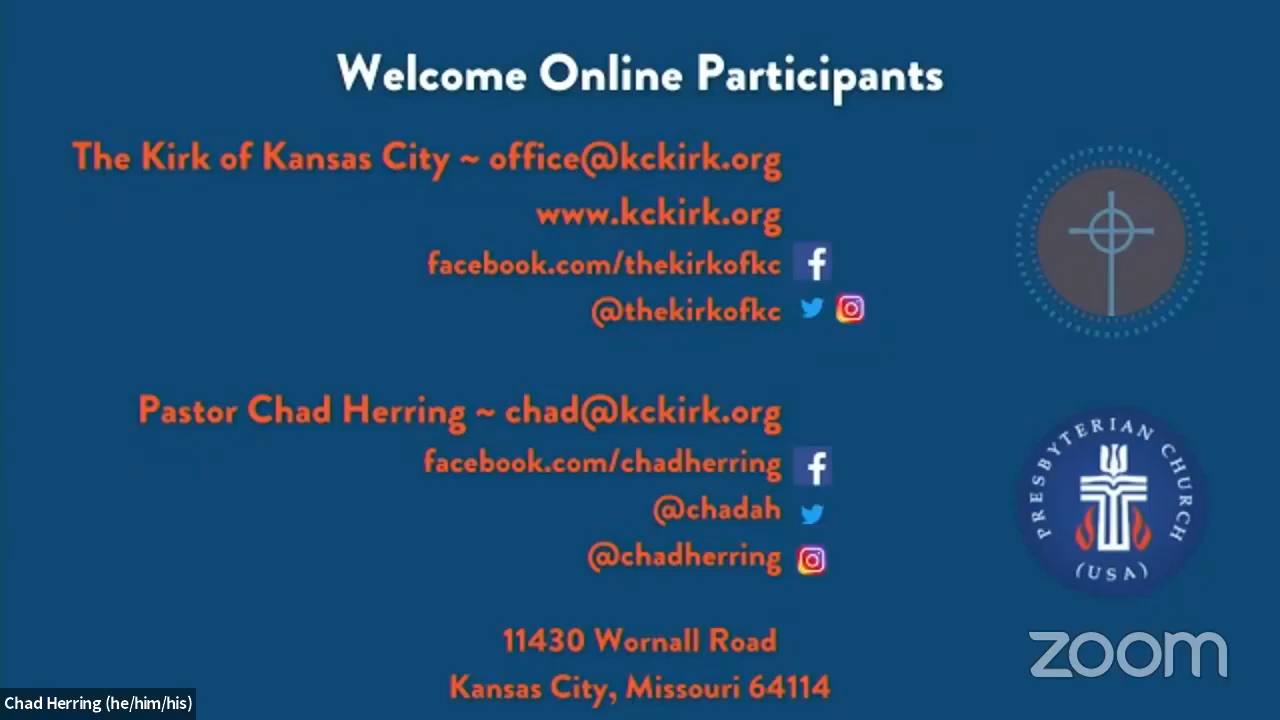 Welcome Online Participants
The Kirk of Kansas City ~ office@kckirk.org
www.kckirk.org
facebook.com/thekirkofkc
@thekirkofkc
Pastor Chad Herring ~ chad@kckirk.org
facebook.com/chadherring
@chadah
@chadherring
11430 Wornall Road
Kansas City, Missouri 64114
PRESBYTERIAN CHURCH
(USA)
zoom
Chad Herring (he/him/his)